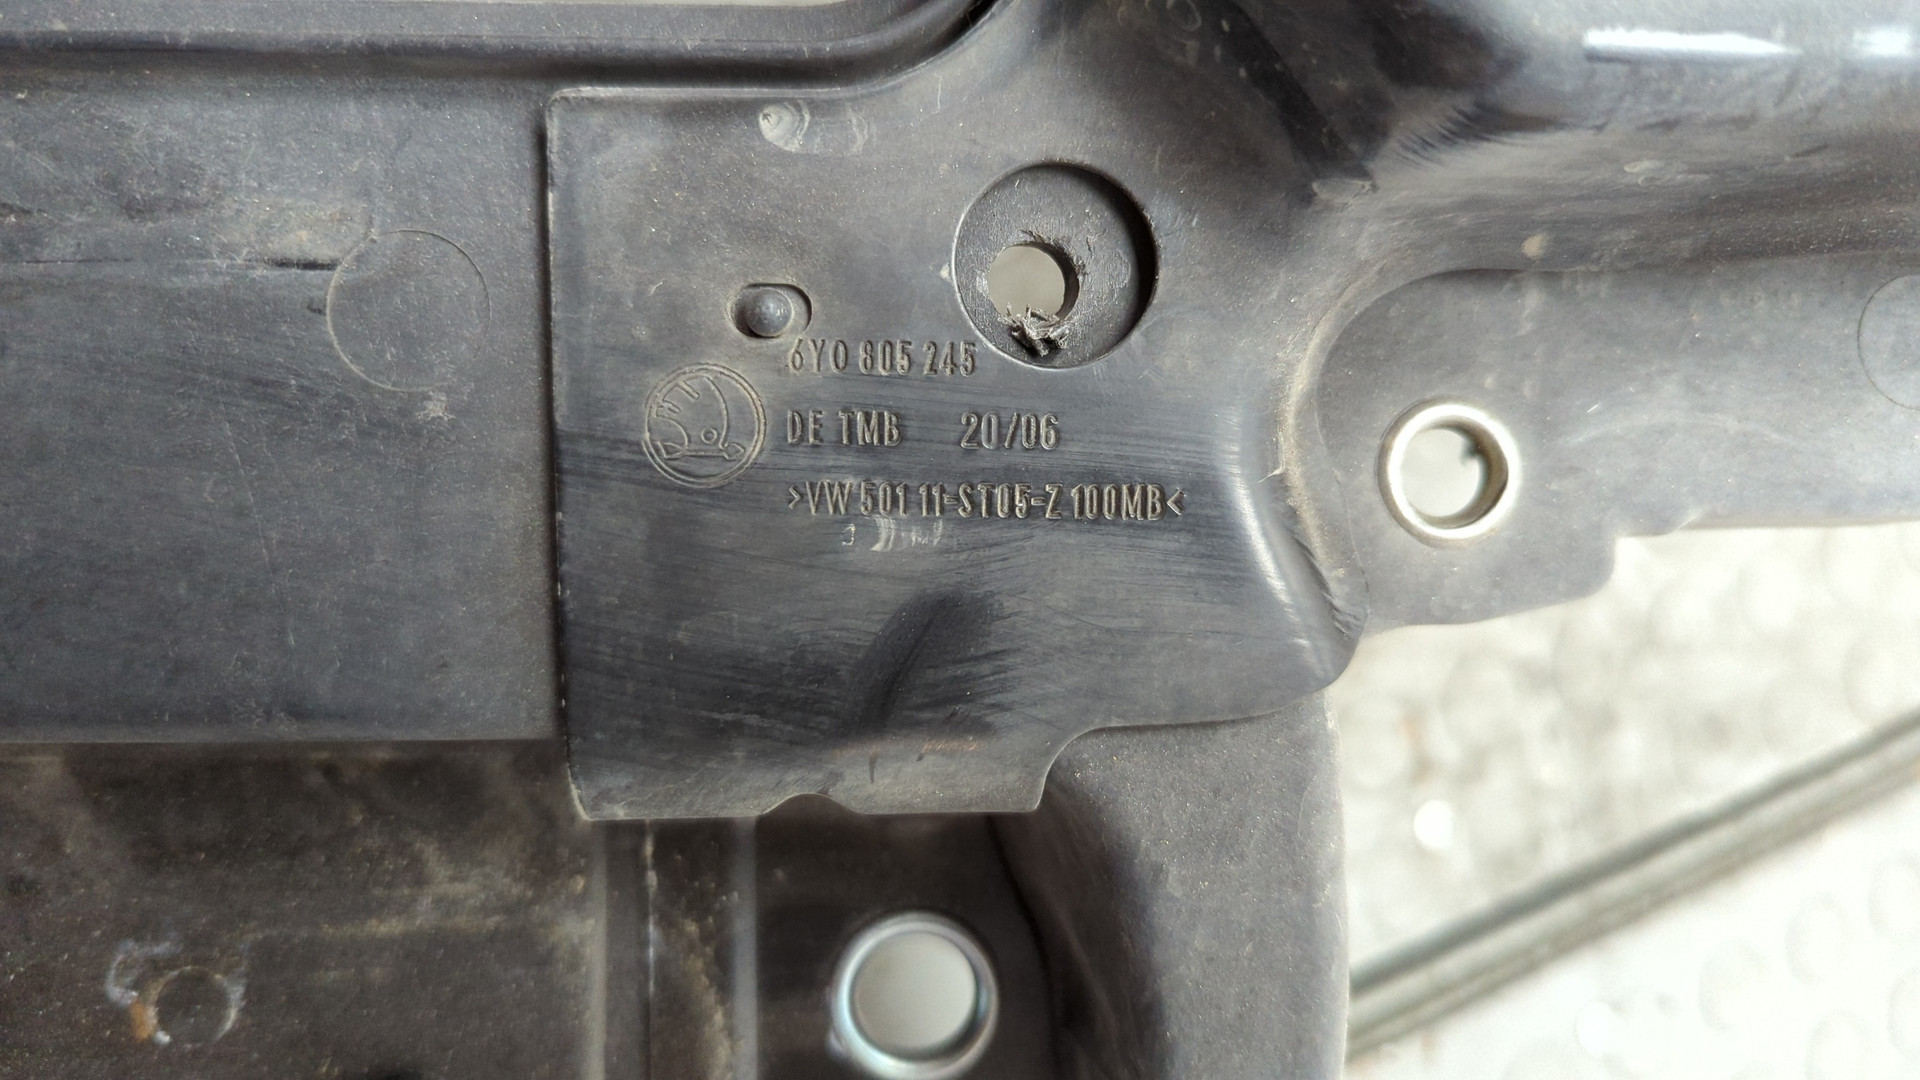 6Y0 805 245
DE TMB 20/06
>VW 501 11-ST05-Z 100MB<